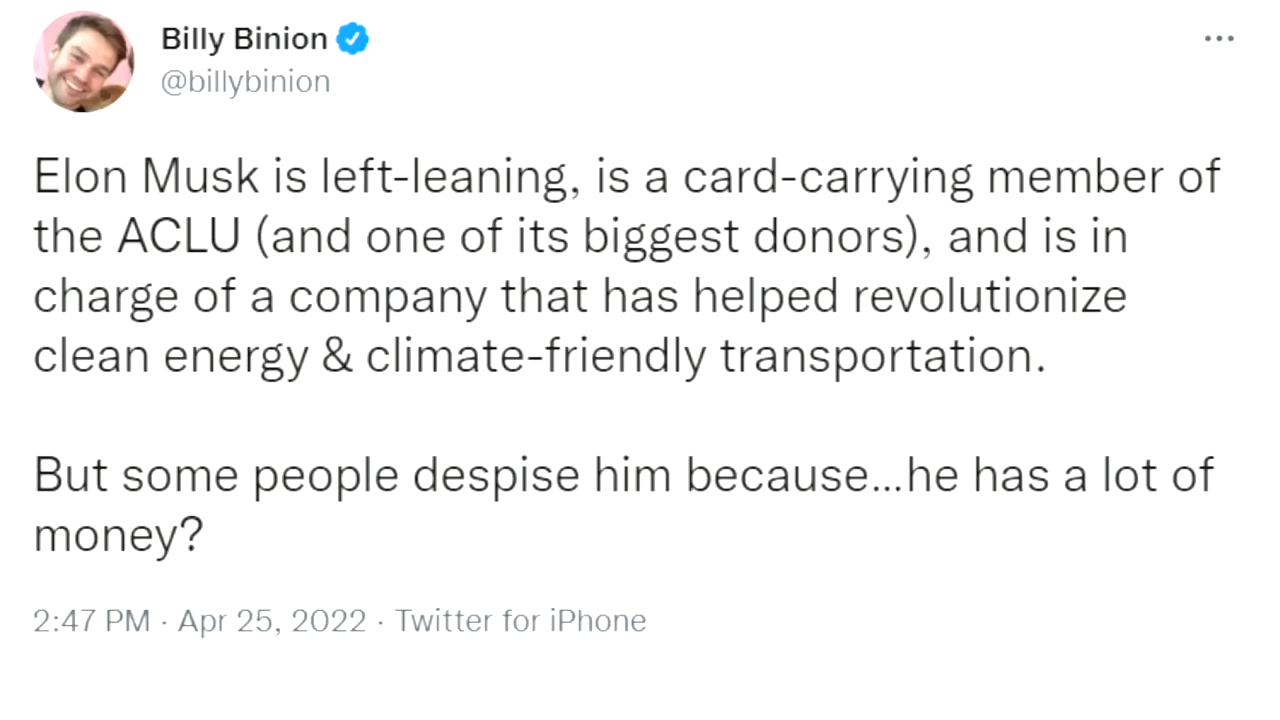 Billy Binion
@billybinion
Elon Musk is left-leaning, is a card-carrying member of
the ACLU (and one of its biggest donors), and is in
charge of a company that has helped revolutionize
clean energy & climate-friendly transportation.
But some people despise him because...he has a lot of
money?
2:47 PM · Apr 25, 2022 · Twitter for iPhone